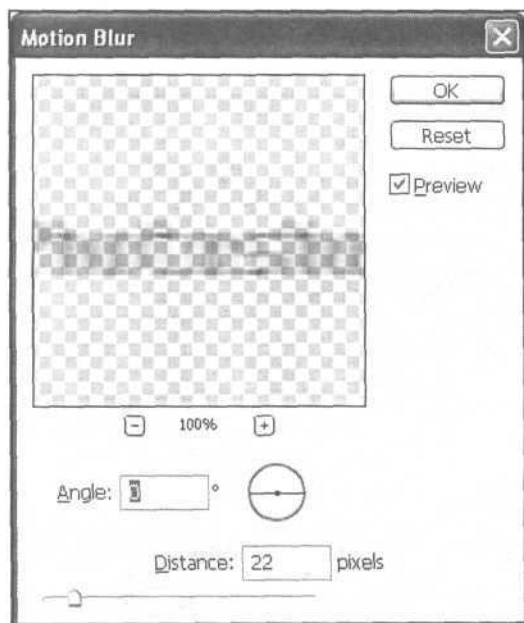 Motion Blur
OK
Reset
Preview
100%
Angle: °
Distance: 22 pixels